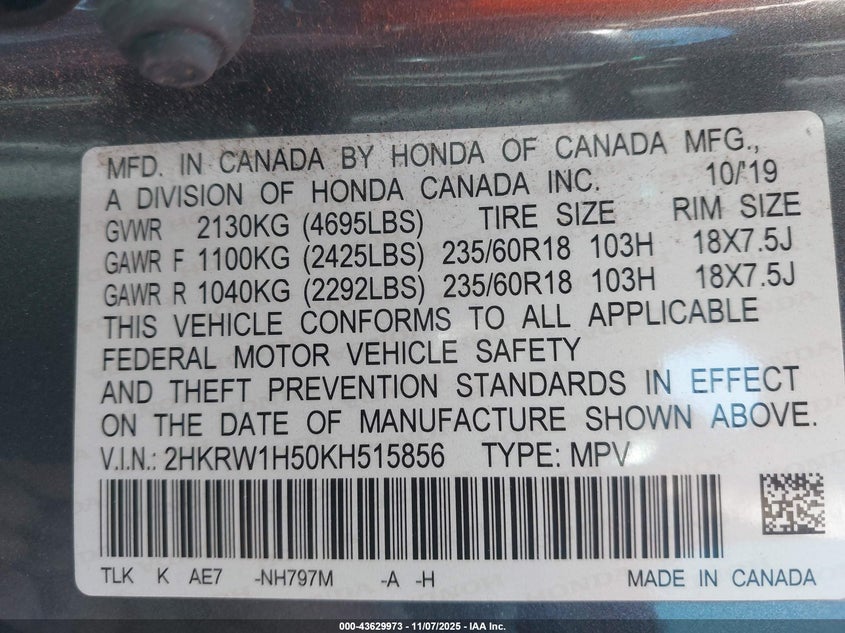 MFD. IN CANADA BY HONDA OF CANADA MFG.,
A DIVISION OF HONDA CANADA INC. 10/19
GVWR 2130KG (4695LBS) TIRE SIZE RIM SIZE
GAWR F 1100KG (2425LBS) 235/60R18 103H 18X7.5J
GAWR R 1040KG (2292LBS) 235/60R18 103H 18X7.5J
THIS VEHICLE CONFORMS TO ALL APPLICABLE
FEDERAL MOTOR VEHICLE SAFETY
AND THEFT PREVENTION STANDARDS IN EFFECT
ON THE DATE OF MANUFACTURE SHOWN ABOVE.
V.I.N.: 2HKRW1H50KH515856 TYPE: MPV
TLK K AE7 -NH797M -A -H MADE IN CANADA
000-43629973 - 11/07/2025 - IAA Inc.